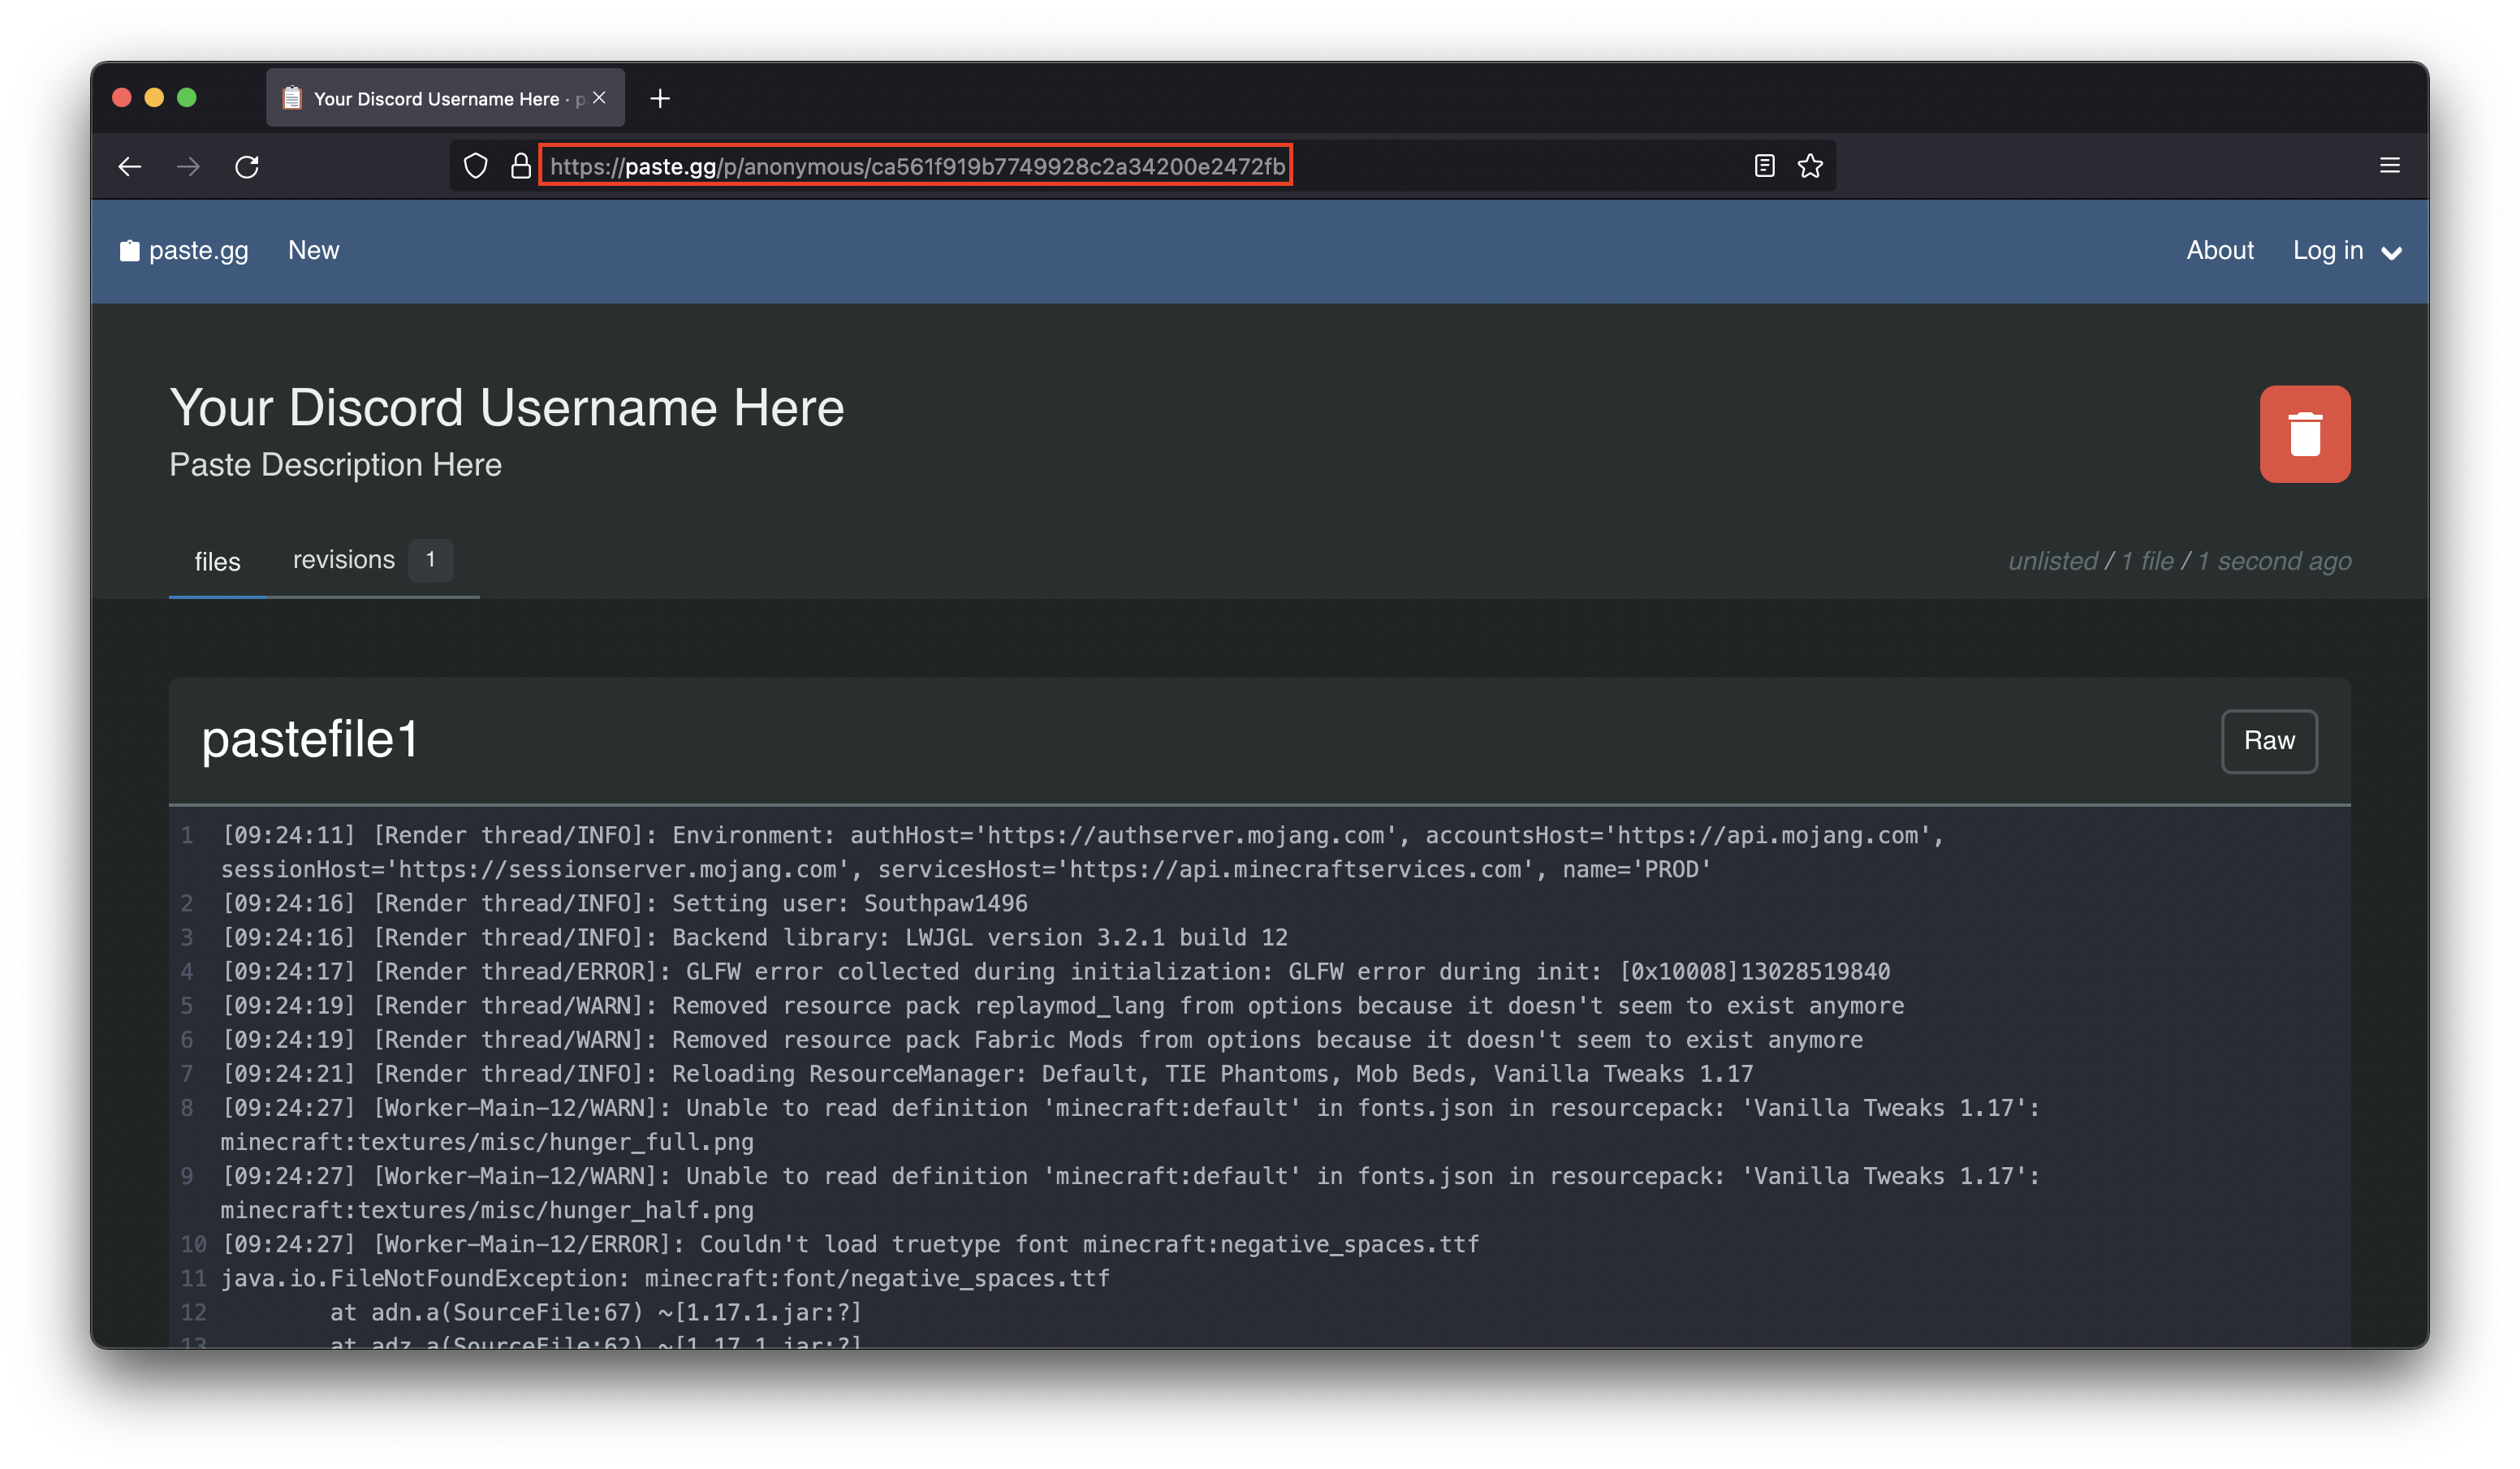 Your Discord Username Here · p
https://paste.gg/p/anonymous/ca561f919b7749928c2a34200e2472fb
paste.gg New About Log in
Your Discord Username Here
Paste Description Here
files revisions 1 unlisted / 1 file / 1 second ago
pastefile1 Raw
1 [09:24:11] [Render thread/INFO]: Environment: authHost='https://authserver.mojang.com', accountsHost='https://api.mojang.com',
sessionHost='https://sessionserver.mojang.com', servicesHost='https://api.minecraftservices.com', name='PROD'
2 [09:24:16] [Render thread/INFO]: Setting user: Southpaw1496
3 [09:24:16] [Render thread/INFO]: Backend library: LWJGL version 3.2.1 build 12
4 [09:24:17] [Render thread/ERROR]: GLFW error collected during initialization: GLFW error during init: [0x10008]13028519840
5 [09:24:19] [Render thread/WARN]: Removed resource pack replaymod_lang from options because it doesn't seem to exist anymore
6 [09:24:19] [Render thread/WARN]: Removed resource pack Fabric Mods from options because it doesn't seem to exist anymore
7 [09:24:21] [Render thread/INFO]: Reloading ResourceManager: Default, TIE Phantoms, Mob Beds, Vanilla Tweaks 1.17
8 [09:24:27] [Worker-Main-12/WARN]: Unable to read definition 'minecraft:default' in fonts.json in resourcepack: 'Vanilla Tweaks 1.17':
minecraft:textures/misc/hunger_full.png
9 [09:24:27] [Worker-Main-12/WARN]: Unable to read definition 'minecraft:default' in fonts.json in resourcepack: 'Vanilla Tweaks 1.17':
minecraft:textures/misc/hunger_half.png
10 [09:24:27] [Worker-Main-12/ERROR]: Couldn't load truetype font minecraft:negative_spaces.ttf
11 java.io.FileNotFoundException: minecraft:font/negative_spaces.ttf
12 at adn.a(SourceFile:67) ~[1.17.1.jar:?]
13 at adz.a(SourceFile:62) ~[1.17.1.jar:?]